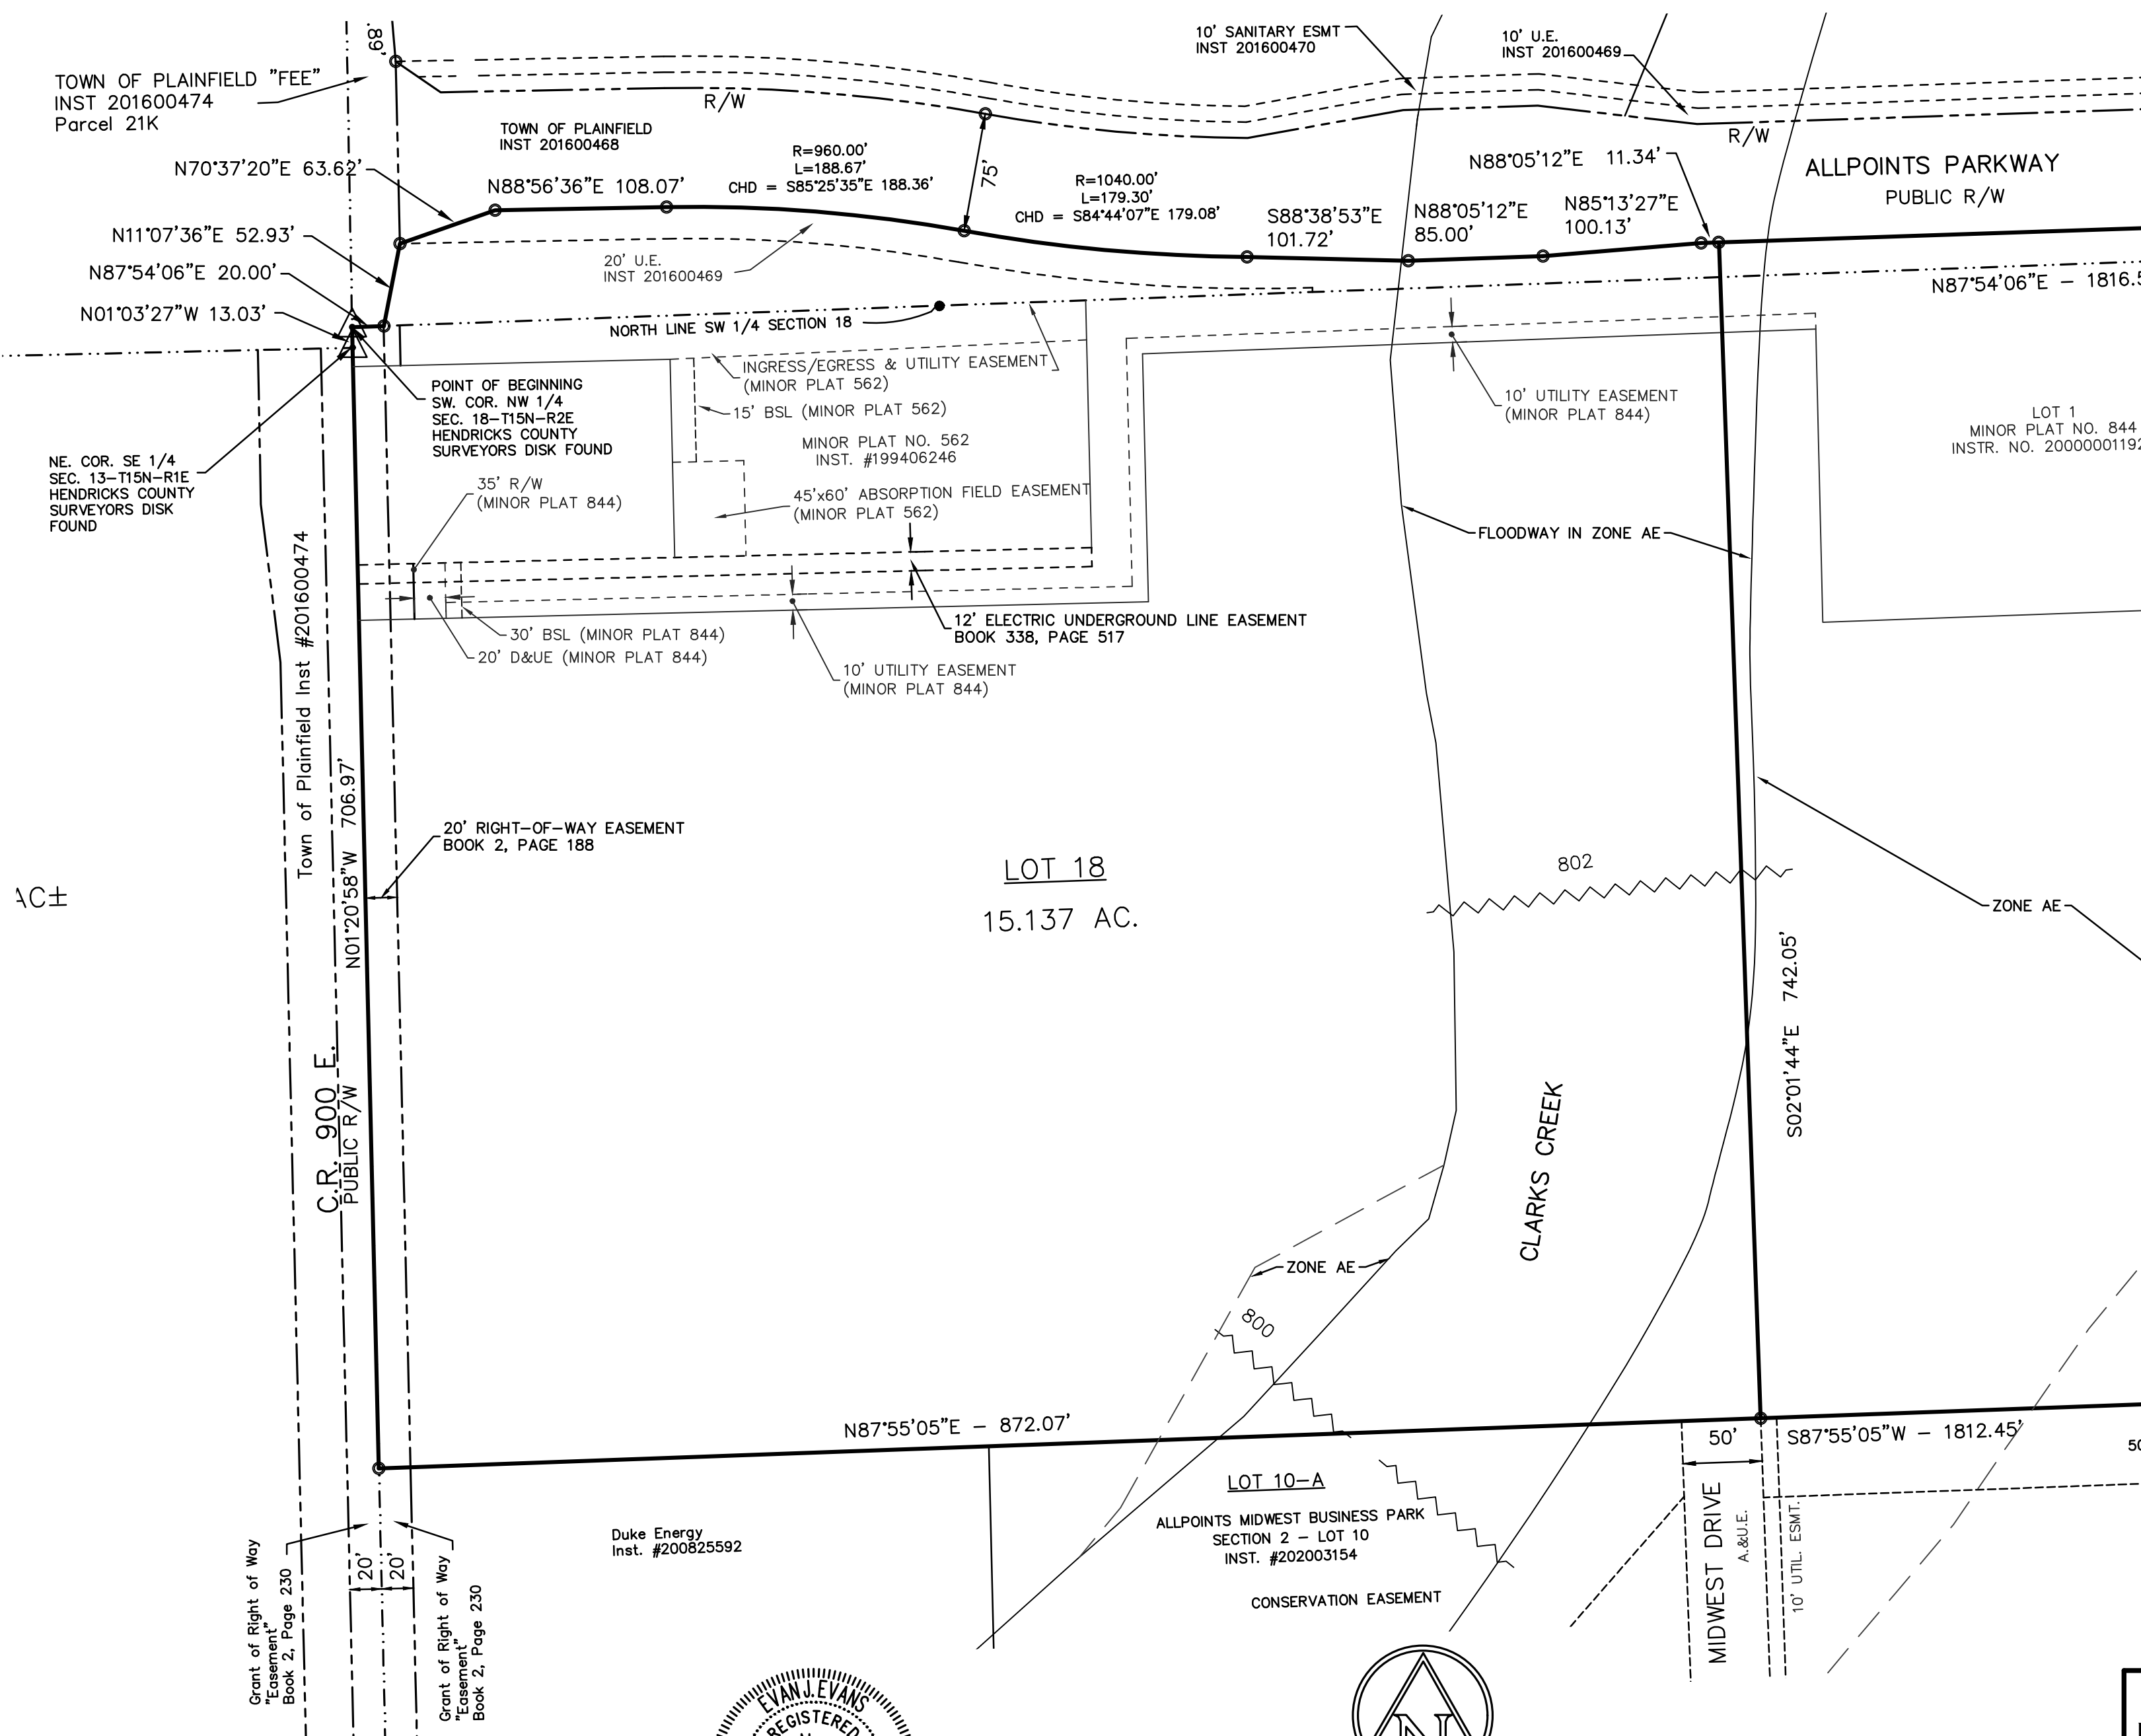 .89'
10' SANITARY ESMT
INST 201600470
10' U.E.
INST 201600469
TOWN OF PLAINFIELD "FEE"
INST 201600474
Parcel 21K
R/W
R/W
TOWN OF PLAINFIELD
INST 201600468
N70°37'20"E 63.62'
N88°56'36"E 108.07'
R=960.00'
L=188.67'
CHD = S85°25'35"E 188.36'
75'
R=1040.00'
L=179.30'
CHD = S84°44'07"E 179.08'
S88°38'53"E
101.72'
N88°05'12"E
85.00'
N85°13'27"E
100.13'
N88°05'12"E 11.34'
ALLPOINTS PARKWAY
PUBLIC R/W
N11°07'36"E 52.93'
N87°54'06"E 20.00'
N01°03'27"W 13.03'
20' U.E.
INST 201600469
N87°54'06"E – 1816.5
NORTH LINE SW 1/4 SECTION 18
INGRESS/EGRESS & UTILITY EASEMENT
(MINOR PLAT 562)
15' BSL (MINOR PLAT 562)
MINOR PLAT NO. 562
INST. #199406246
45'x60' ABSORPTION FIELD EASEMENT
(MINOR PLAT 562)
POINT OF BEGINNING
SW. COR. NW 1/4
SEC. 18–T15N–R2E
HENDRICKS COUNTY
SURVEYORS DISK FOUND
NE. COR. SE 1/4
SEC. 13–T15N–R1E
HENDRICKS COUNTY
SURVEYORS DISK
FOUND
35' R/W
(MINOR PLAT 844)
10' UTILITY EASEMENT
(MINOR PLAT 844)
LOT 1
MINOR PLAT NO. 844
INSTR. NO. 20000001192
FLOODWAY IN ZONE AE
30' BSL (MINOR PLAT 844)
20' D&UE (MINOR PLAT 844)
12' ELECTRIC UNDERGROUND LINE EASEMENT
BOOK 338, PAGE 517
10' UTILITY EASEMENT
(MINOR PLAT 844)
Town of Plainfield Inst #201600474
N01°20'58"W 706.97'
20' RIGHT–OF–WAY EASEMENT
BOOK 2, PAGE 188
AC±
LOT 18
15.137 AC.
802
ZONE AE
S02°01'44"E 742.05'
C.R. 900 E.
PUBLIC R/W
CLARKS CREEK
ZONE AE
800
N87°55'05"E – 872.07'
50'
S87°55'05"W – 1812.45'
50
LOT 10–A
ALLPOINTS MIDWEST BUSINESS PARK
SECTION 2 – LOT 10
INST. #202003154
CONSERVATION EASEMENT
Duke Energy
Inst. #200825592
Grant of Right of Way
"Easement"
Book 2, Page 230
20'
20'
Grant of Right of Way
"Easement"
Book 2, Page 230
MIDWEST DRIVE
A.&U.E.
10' UTIL. ESMT.
EVAN J. EVANS
REGISTERED
N